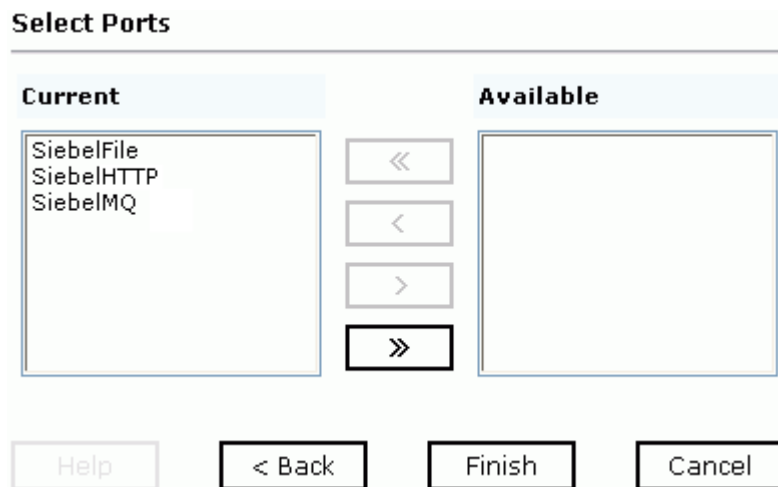 Select Ports
Current
Available
SiebelFile
SiebelHTTP
SiebelMQ
«
<
>
»
Help
< Back
Finish
Cancel